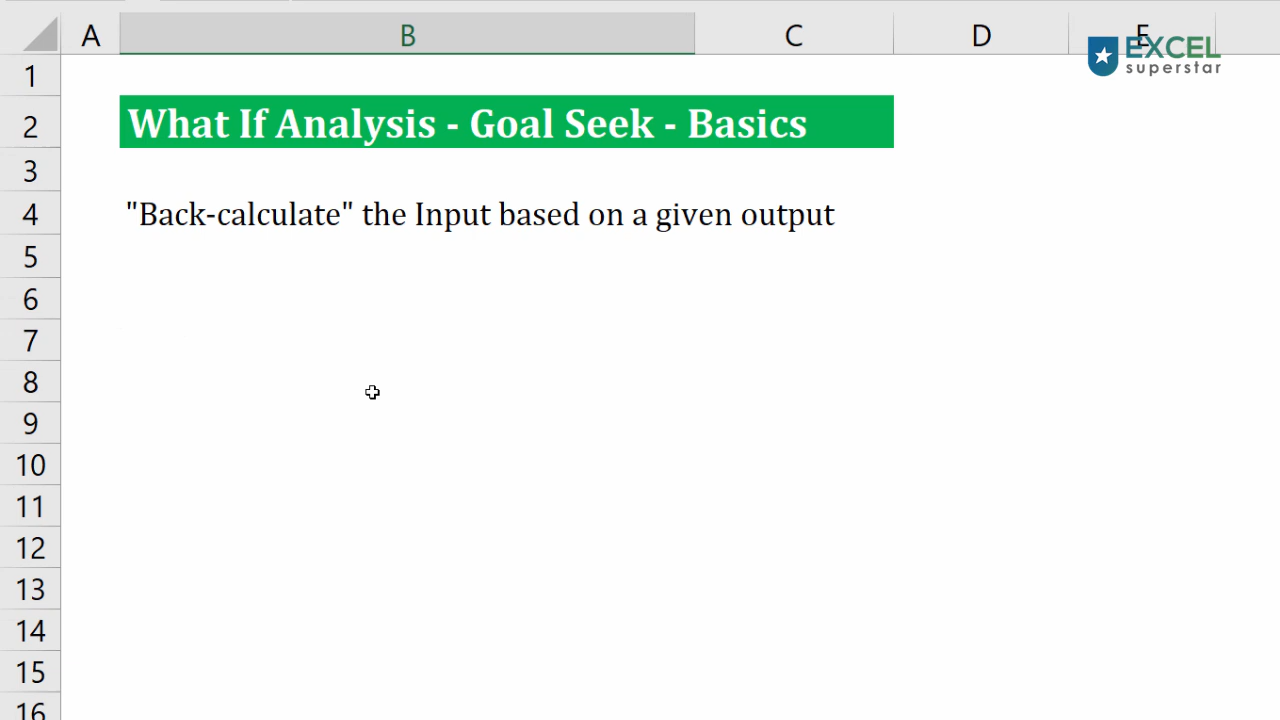 A B C D E
EXCEL
superstar
1
2 What If Analysis - Goal Seek - Basics
3
4 "Back-calculate" the Input based on a given output
5
6
7
8
9
10
11
12
13
14
15
16